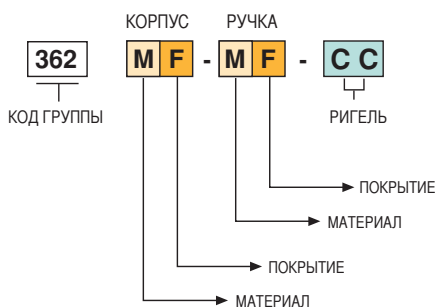 КОРПУС РУЧКА
362 M F - M F - C C
КОД ГРУППЫ РИГЕЛЬ
ПОКРЫТИЕ
МАТЕРИАЛ
ПОКРЫТИЕ
МАТЕРИАЛ